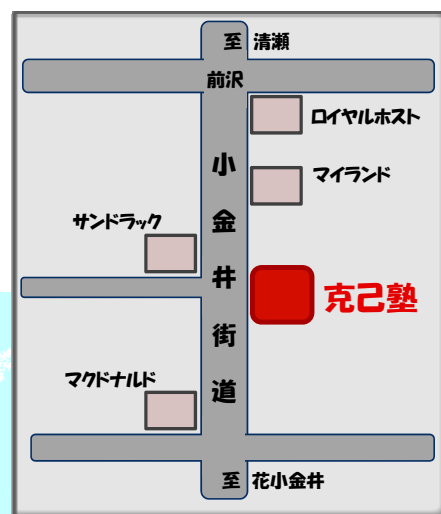 至 清瀬
前沢
ロイヤルホスト
マイランド
サンドラック
克己塾
マクドナルド
小金井街道
至 花小金井